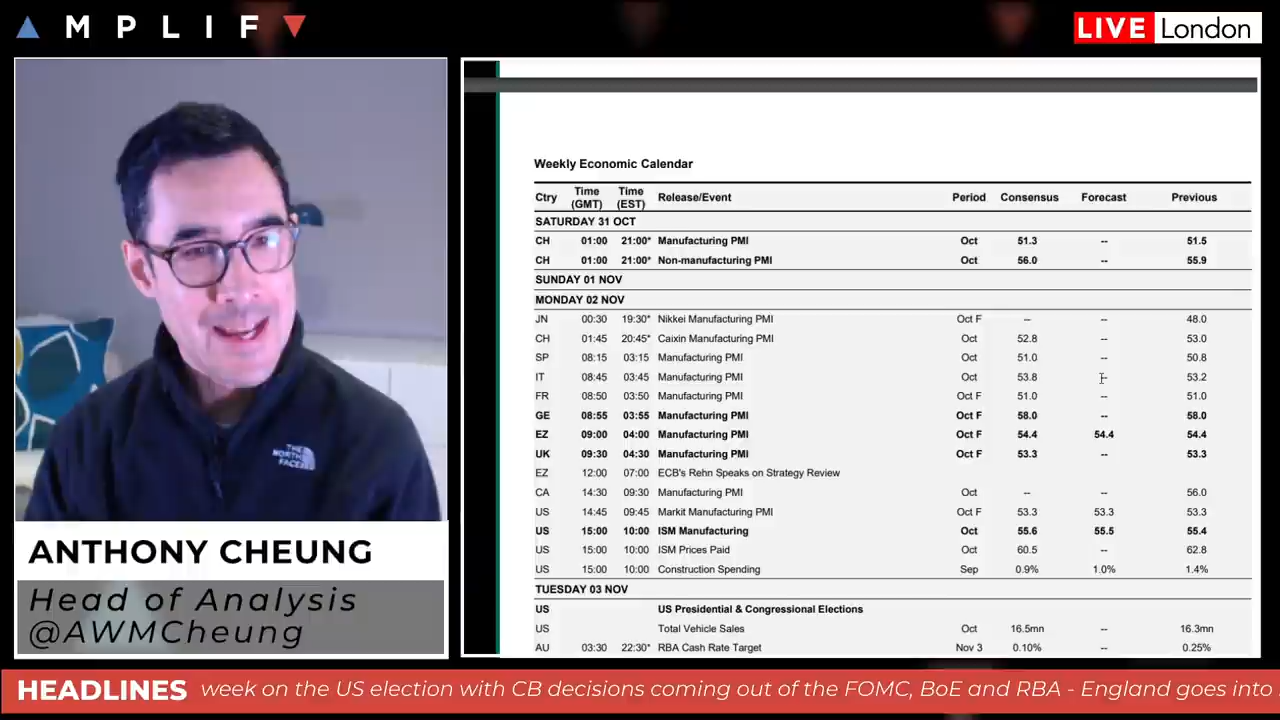 AMPLIFY
LIVE London
Weekly Economic Calendar
Ctry Time (GMT) Time (EST) Release/Event Period Consensus Forecast Previous
SATURDAY 31 OCT
CH 01:00 21:00* Manufacturing PMI Oct 51.3 -- 51.5
CH 01:00 21:00* Non-manufacturing PMI Oct 56.0 -- 55.9
SUNDAY 01 NOV
MONDAY 02 NOV
JN 00:30 19:30* Nikkei Manufacturing PMI Oct F -- -- 48.0
CH 01:45 20:45* Caixin Manufacturing PMI Oct 52.8 -- 53.0
SP 08:15 03:15 Manufacturing PMI Oct 51.0 -- 50.8
IT 08:45 03:45 Manufacturing PMI Oct 53.8 -- 53.2
FR 08:50 03:50 Manufacturing PMI Oct F 51.0 -- 51.0
GE 08:55 03:55 Manufacturing PMI Oct F 58.0 -- 58.0
EZ 09:00 04:00 Manufacturing PMI Oct F 54.4 54.4 54.4
UK 09:30 04:30 Manufacturing PMI Oct F 53.3 -- 53.3
EZ 12:00 07:00 ECB's Rehn Speaks on Strategy Review
CA 14:30 09:30 Manufacturing PMI Oct -- -- 56.0
US 14:45 09:45 Markit Manufacturing PMI Oct F 53.3 53.3 53.3
US 15:00 10:00 ISM Manufacturing Oct 55.6 55.5 55.4
US 15:00 10:00 ISM Prices Paid Oct 60.5 -- 62.8
US 15:00 10:00 Construction Spending Sep 0.9% 1.0% 1.4%
TUESDAY 03 NOV
US US Presidential & Congressional Elections
US Total Vehicle Sales Oct 16.5mn -- 16.3mn
AU 03:30 22:30* RBA Cash Rate Target Nov 3 0.10% -- 0.25%
THE
NORTH
FACE
ANTHONY CHEUNG
Head of Analysis
@AWMCheung
HEADLINES week on the US election with CB decisions coming out of the FOMC, BoE and RBA - England goes into